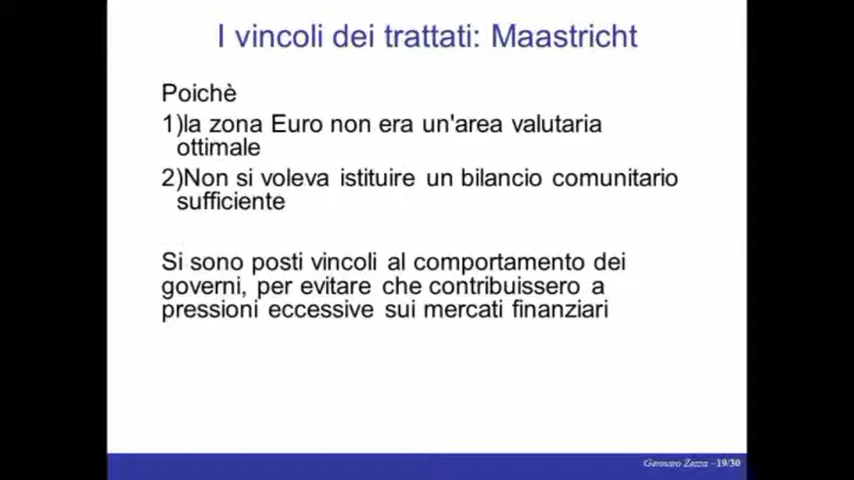 I vincoli dei trattati: Maastricht
Poichè
1)la zona Euro non era un'area valutaria
ottimale
2)Non si voleva istituire un bilancio comunitario
sufficiente
Si sono posti vincoli al comportamento dei
governi, per evitare che contribuissero a
pressioni eccessive sui mercati finanziari
Gennaro Zezza –19/30